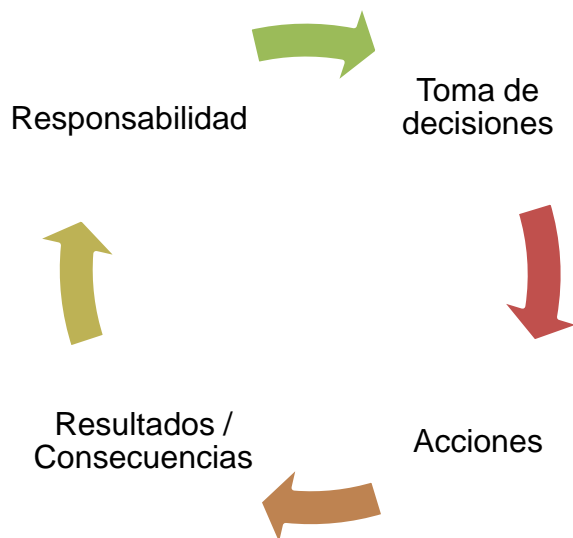 Responsabilidad
Toma de
decisiones
Resultados /
Consecuencias
Acciones